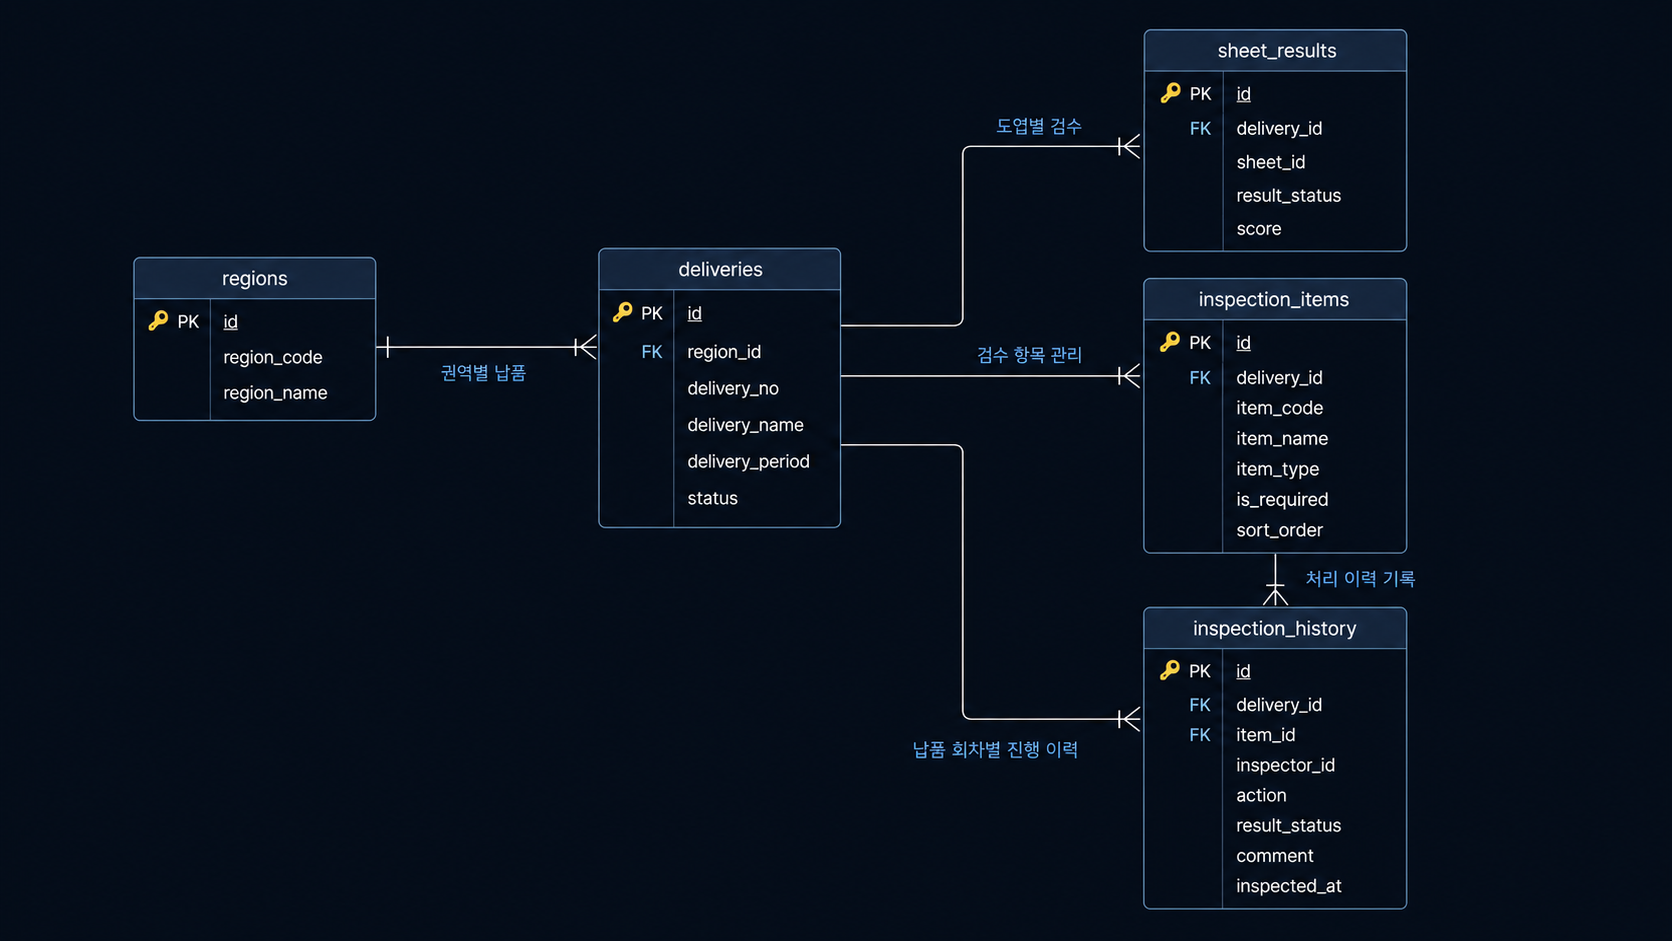 regions
PK id
region_code
region_name
권역별 납품
deliveries
PK id
FK region_id
delivery_no
delivery_name
delivery_period
status
도엽별 검수
sheet_results
PK id
FK delivery_id
sheet_id
result_status
score
검수 항목 관리
inspection_items
PK id
FK delivery_id
item_code
item_name
item_type
is_required
sort_order
처리 이력 기록
납품 회차별 진행 이력
inspection_history
PK id
FK delivery_id
FK item_id
inspector_id
action
result_status
comment
inspected_at